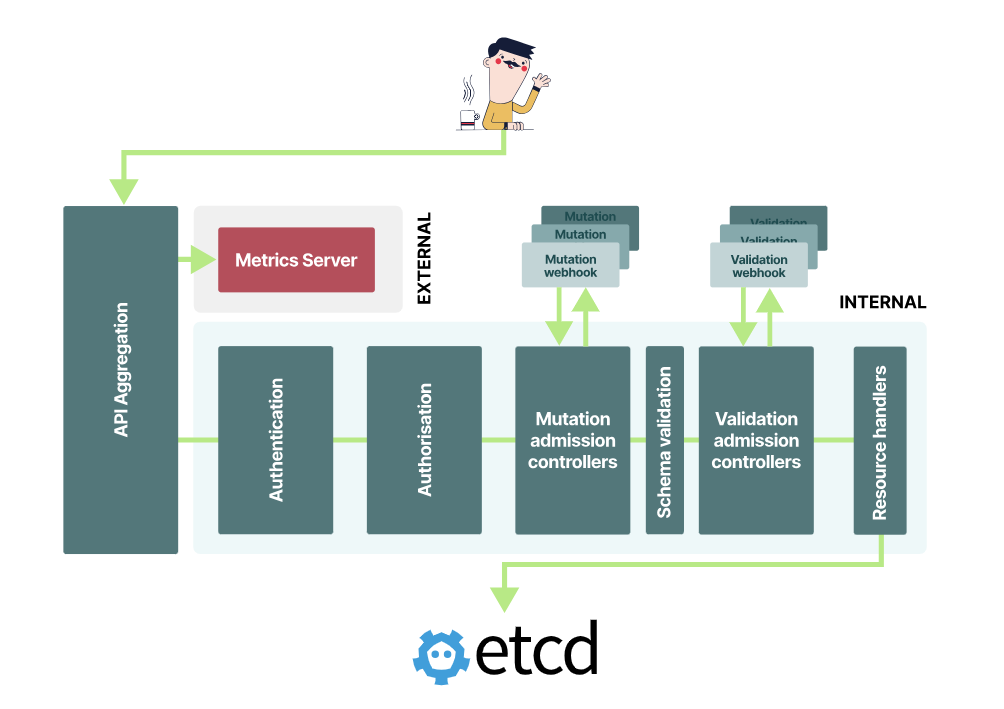 Metrics Server
EXTERNAL
Mutation
Mutation
Mutation
webhook
Validation
Validation
Validation
webhook
INTERNAL
API Aggregation
Authentication
Authorisation
Mutation
admission
controllers
Schema validation
Validation
admission
controllers
Resource handlers
etcd